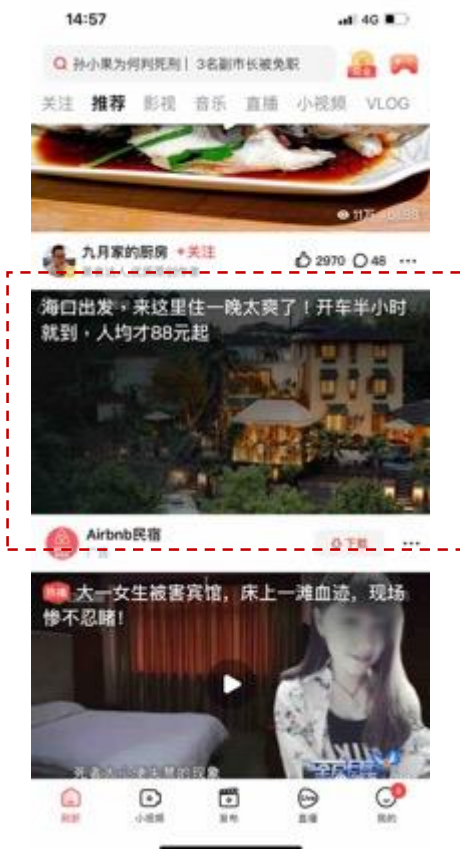 14:57
4G
孙小果为何判死刑 | 3名副市长被免职
关注 推荐 影视 音乐 直播 小视频 VLOG
九月家的厨房 +关注
2970 48
海口出发,来这里住一晚太爽了!开车半小时
就到,人均才88元起
Airbnb民宿
下载
大一女生被害宾馆,床上一滩血迹,现场
惨不忍睹!
小视频 发布 直播 我的